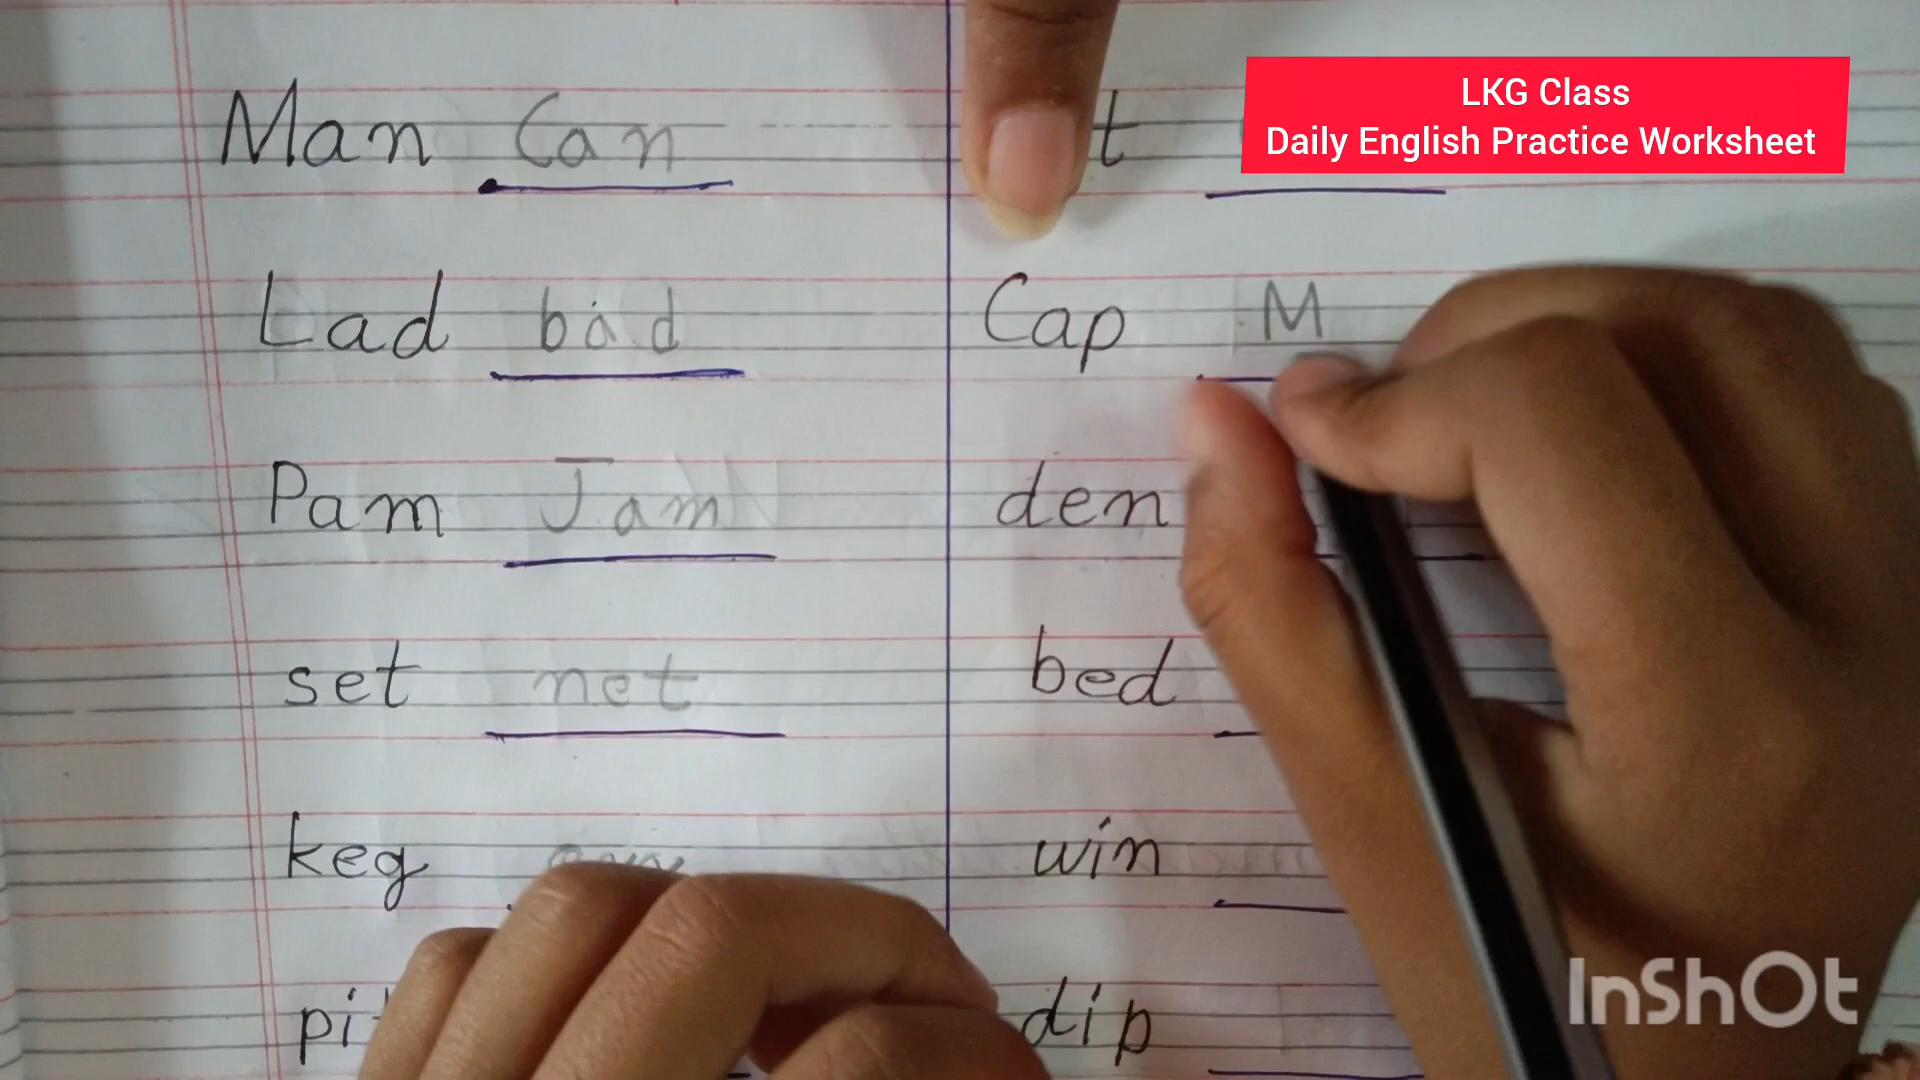 LKG Class
Daily English Practice Worksheet
Man Can
Lad bad
Cap M
Pam Jam
den
set net
bed
keg
win
dip
InShOt